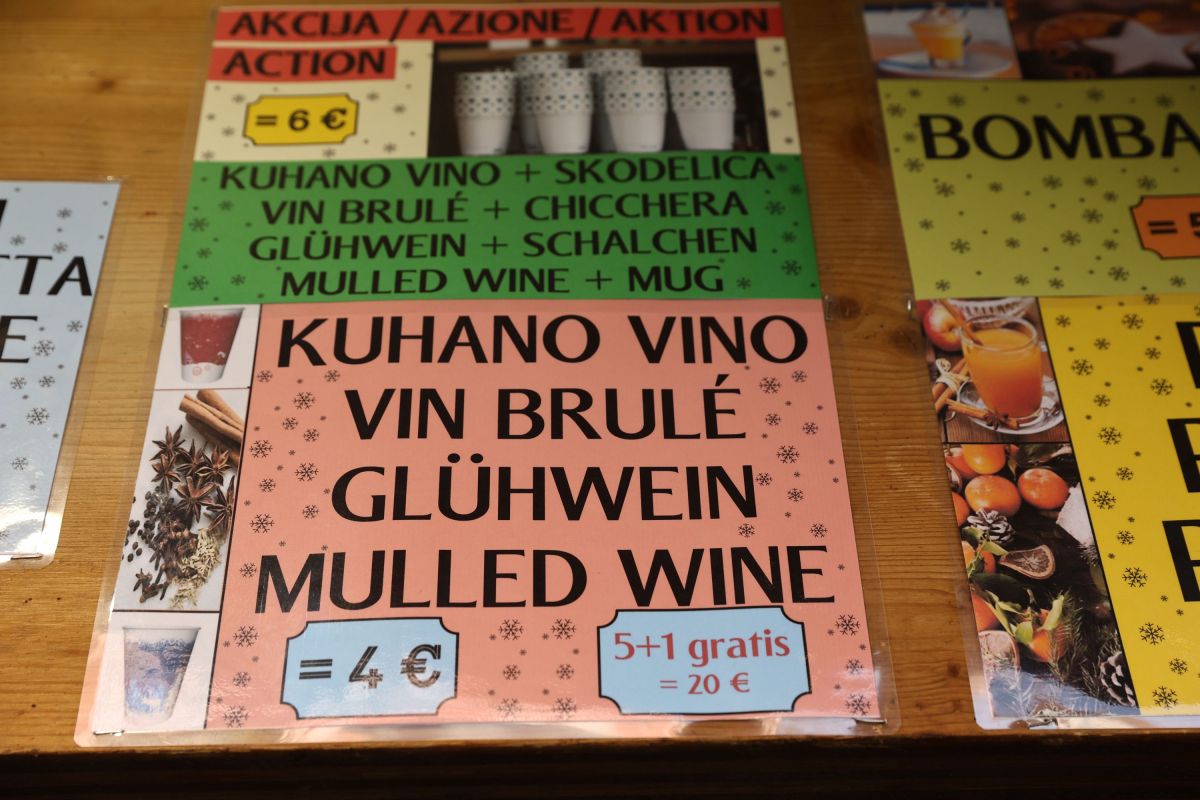 AKCIJA / AZIONE / AKTION
ACTION
= 6 €
KUHANO VINO + SKODELICA
VIN BRULÉ + CHICCHERA
GLÜHWEIN + SCHALCHEN
MULLED WINE + MUG
KUHANO VINO
VIN BRULÉ
GLÜHWEIN
MULLED WINE
= 4 €
5+1 gratis
= 20 €
BOMBA